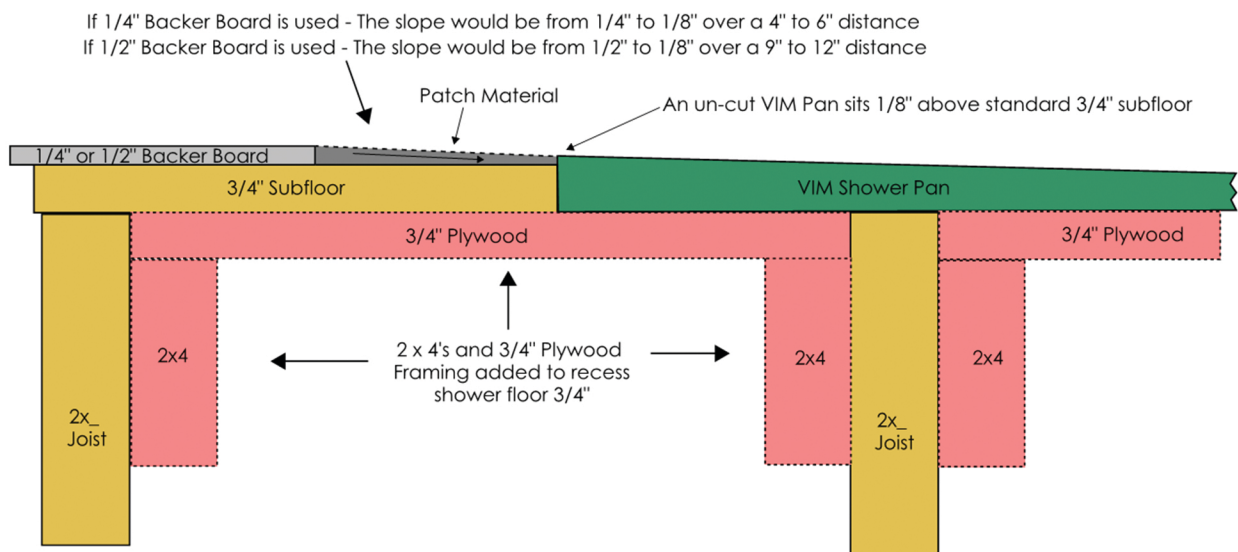 If 1/4" Backer Board is used - The slope would be from 1/4" to 1/8" over a 4" to 6" distance
If 1/2" Backer Board is used - The slope would be from 1/2" to 1/8" over a 9" to 12" distance
Patch Material
An un-cut VIM Pan sits 1/8" above standard 3/4" subfloor
1/4" or 1/2" Backer Board
3/4" Subfloor
VIM Shower Pan
3/4" Plywood
3/4" Plywood
2x4
2 x 4's and 3/4" Plywood
Framing added to recess
shower floor 3/4"
2x4
2x4
2x_
Joist
2x_
Joist